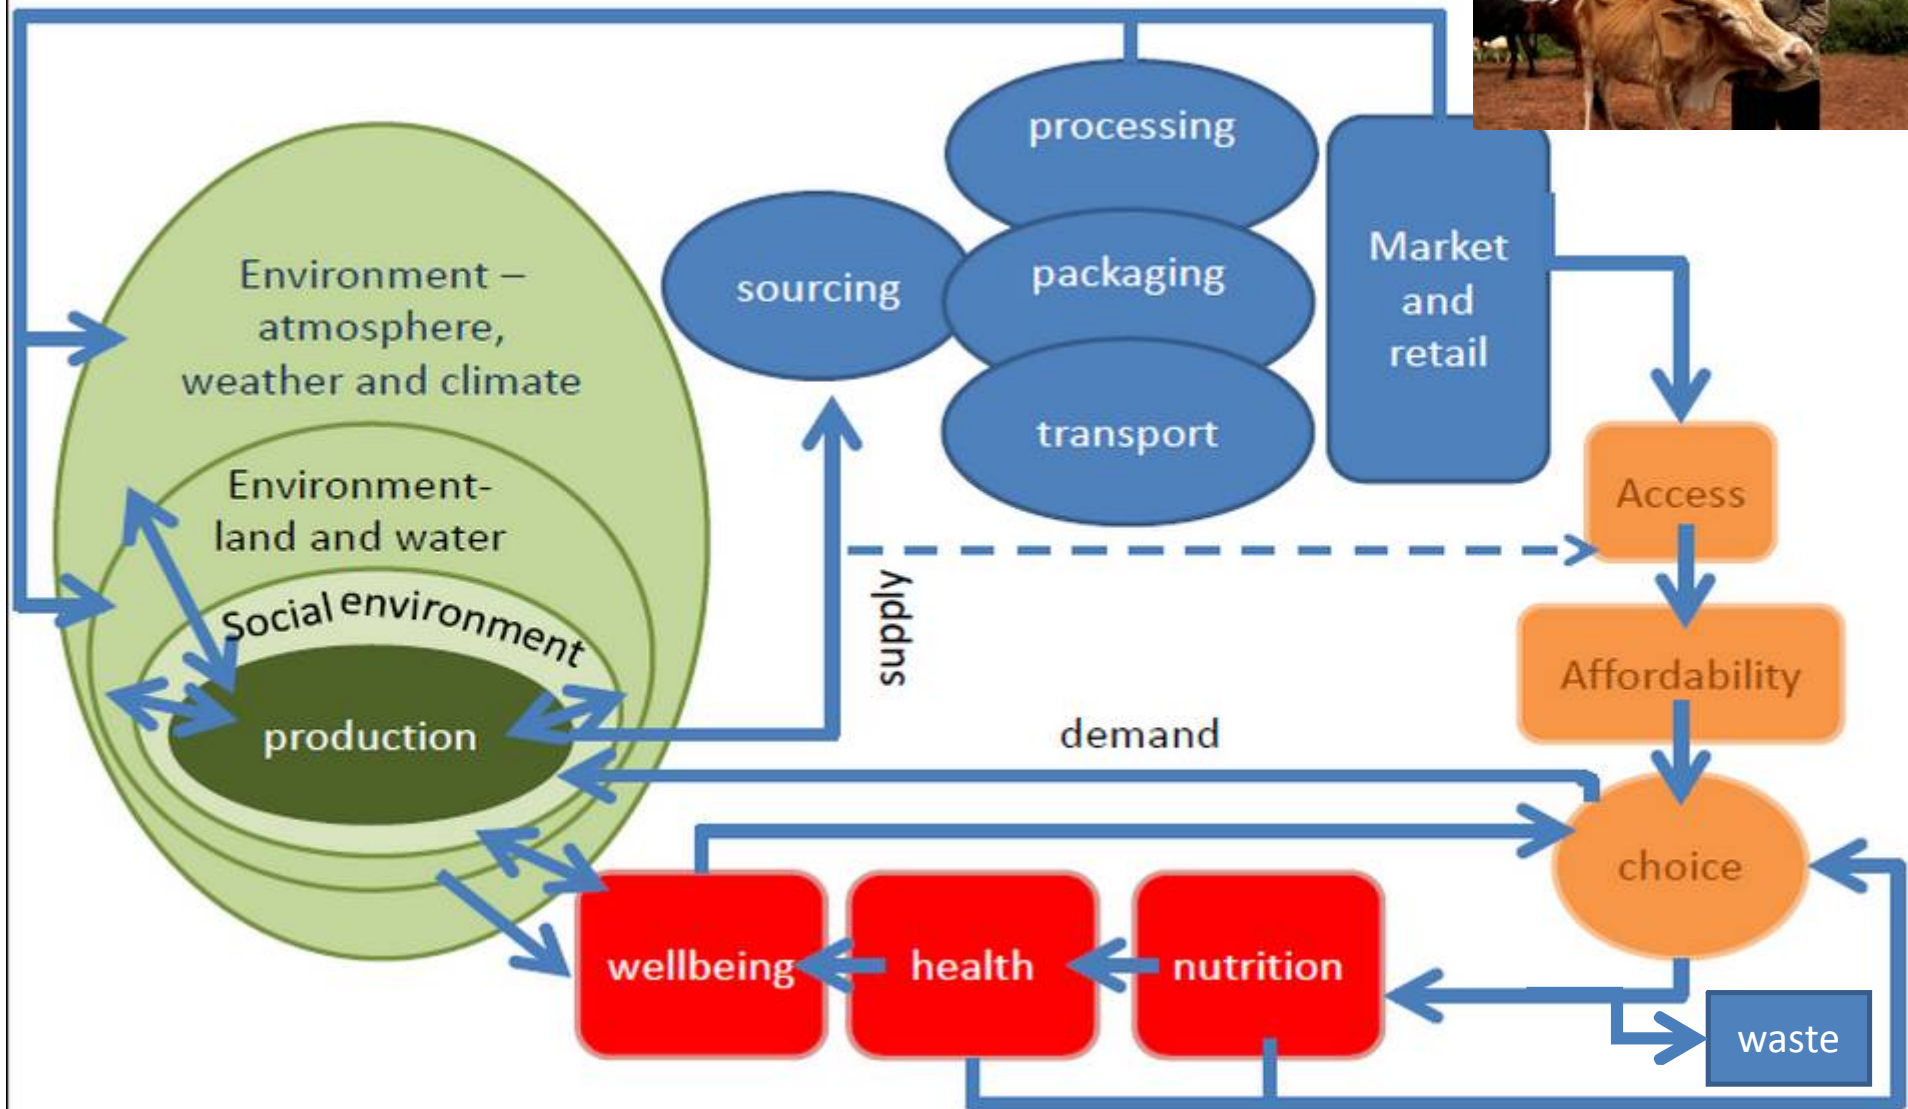 processing
Environment –
atmosphere,
weather and climate
sourcing
packaging
Market
and
retail
transport
Environment-
land and water
Access
Social environment
supply
Affordability
production
demand
choice
wellbeing
health
nutrition
waste